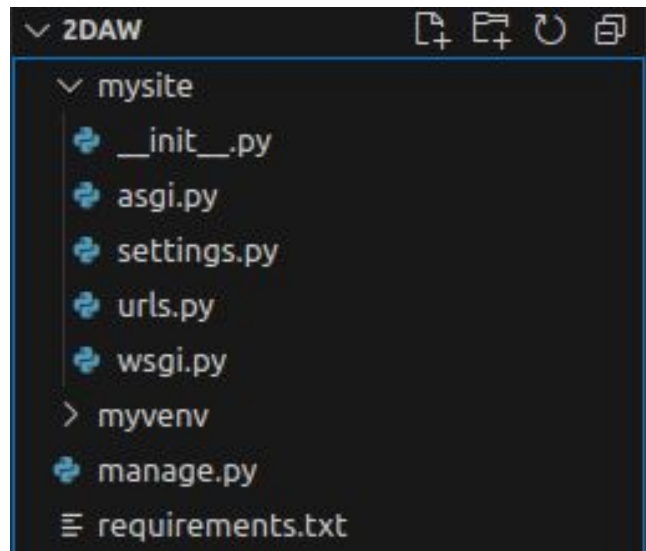 2DAW
mysite
__init__.py
asgi.py
settings.py
urls.py
wsgi.py
myvenv
manage.py
requirements.txt